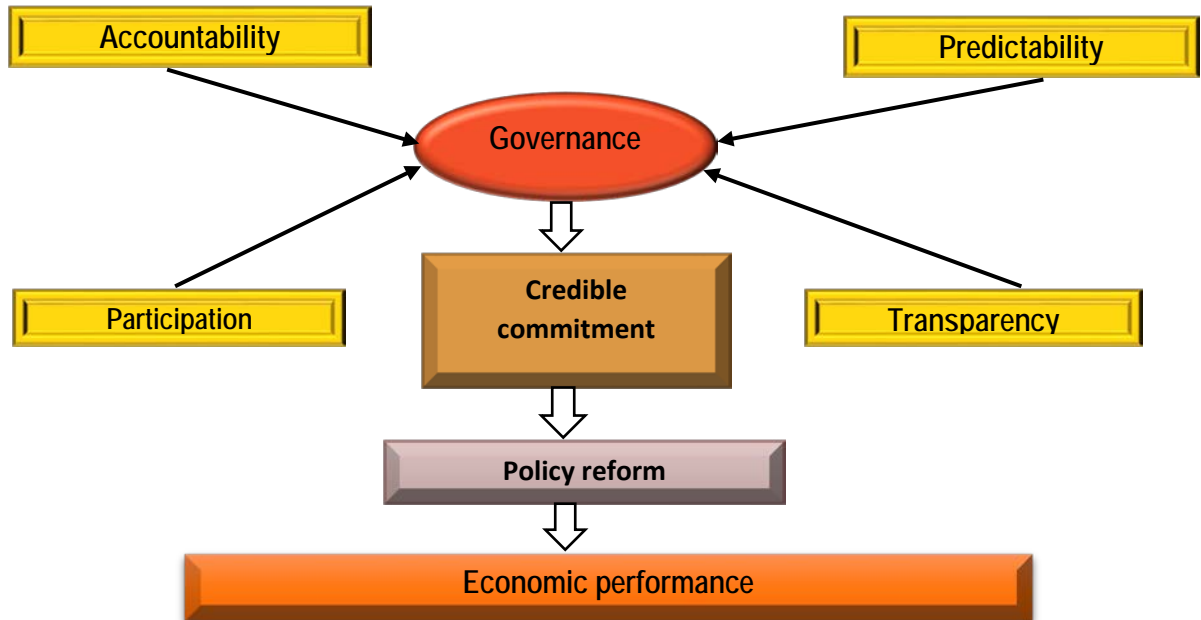 Accountability
Predictability
Governance
Credible
commitment
Participation
Transparency
Policy reform
Economic performance